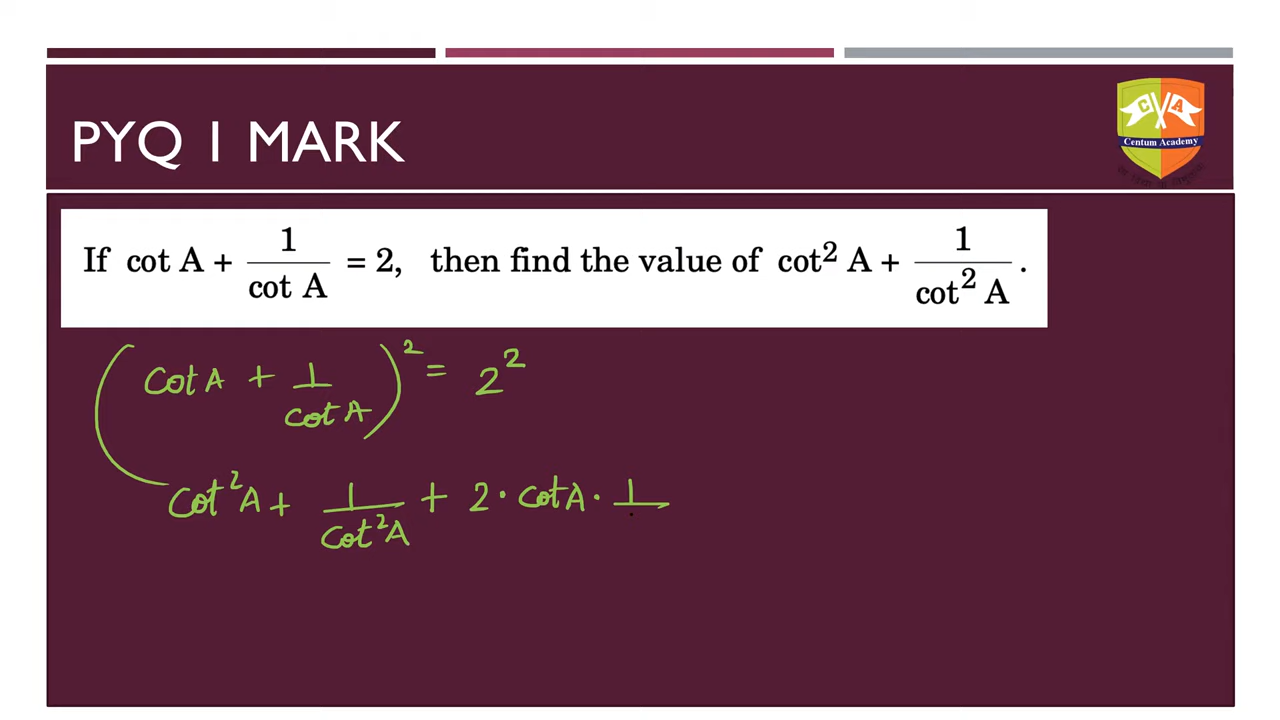 PYQ 1 MARK
C A
Centum Academy
If cot A + 1/cot A = 2, then find the value of cot² A + 1/cot² A .
(cot A + 1/cot A)² = 2²
cot²A + 1/cot²A + 2 · cot A · 1/